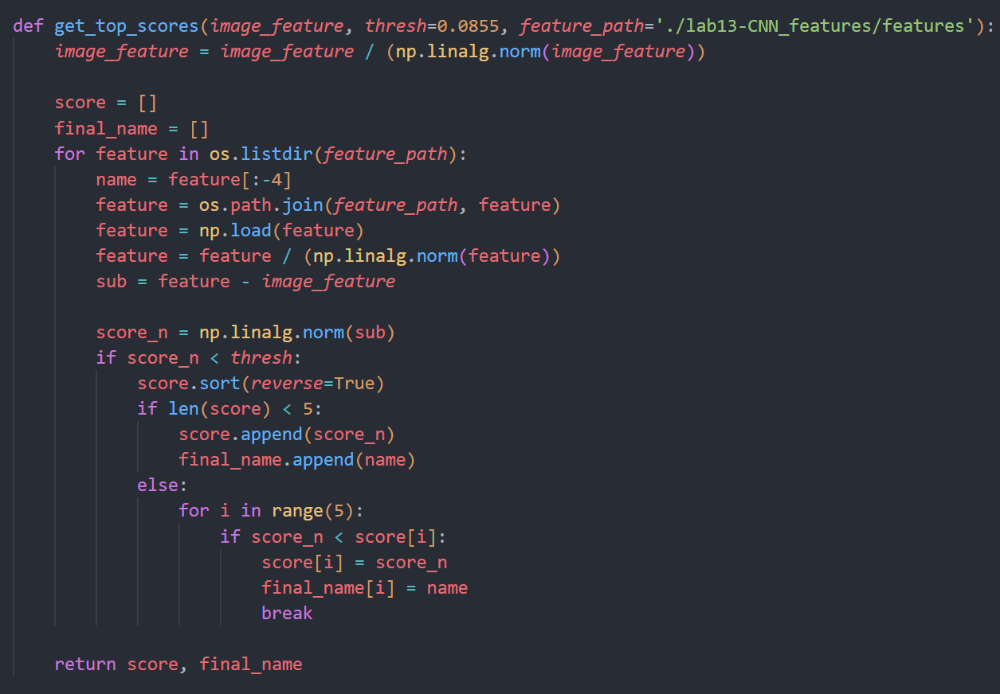 def get_top_scores(image_feature, thresh=0.0855, feature_path='./lab13-CNN_features/features'):
    image_feature = image_feature / (np.linalg.norm(image_feature))

    score = []
    final_name = []
    for feature in os.listdir(feature_path):
        name = feature[:-4]
        feature = os.path.join(feature_path, feature)
        feature = np.load(feature)
        feature = feature / (np.linalg.norm(feature))
        sub = feature - image_feature

        score_n = np.linalg.norm(sub)
        if score_n < thresh:
            score.sort(reverse=True)
            if len(score) < 5:
                score.append(score_n)
                final_name.append(name)
            else:
                for i in range(5):
                    if score_n < score[i]:
                        score[i] = score_n
                        final_name[i] = name
                        break

    return score, final_name